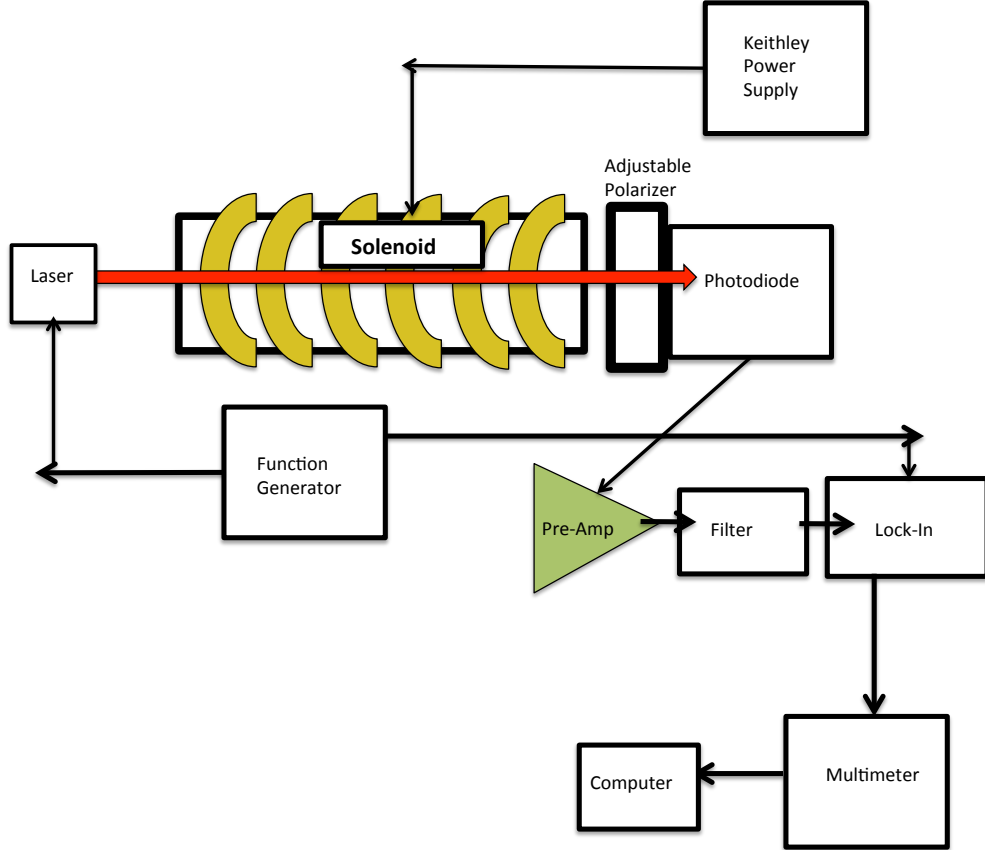 Keithley
Power
Supply
Adjustable
Polarizer
Solenoid
Laser
Photodiode
Function
Generator
Pre-Amp
Filter
Lock-In
Computer
Multimeter